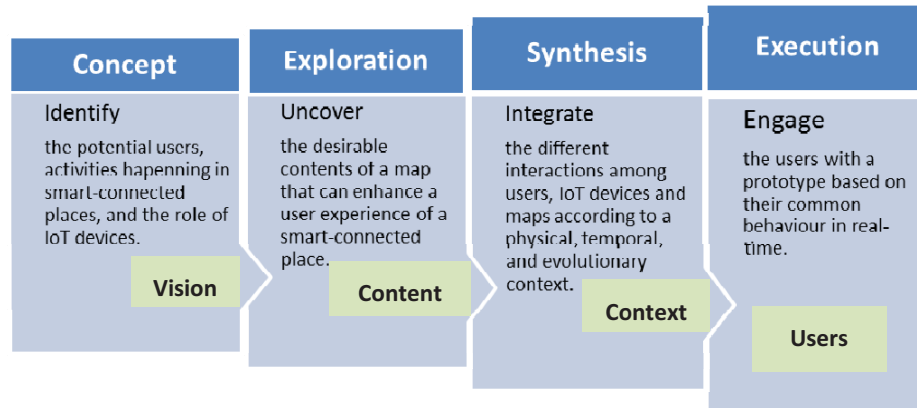 Concept
Identify
the potential users,
activities happenning in
smart-connected
places, and the role of
IoT devices.
Vision
Exploration
Uncover
the desirable
contents of a map
that can enhance a
user experience of a
smart-connected
place.
Content
Synthesis
Integrate
the different
interactions among
users, IoT devices and
maps according to a
physical, temporal,
and evolutionary
context.
Context
Execution
Engage
the users with a
prototype based on
their common
behaviour in real-
time.
Users